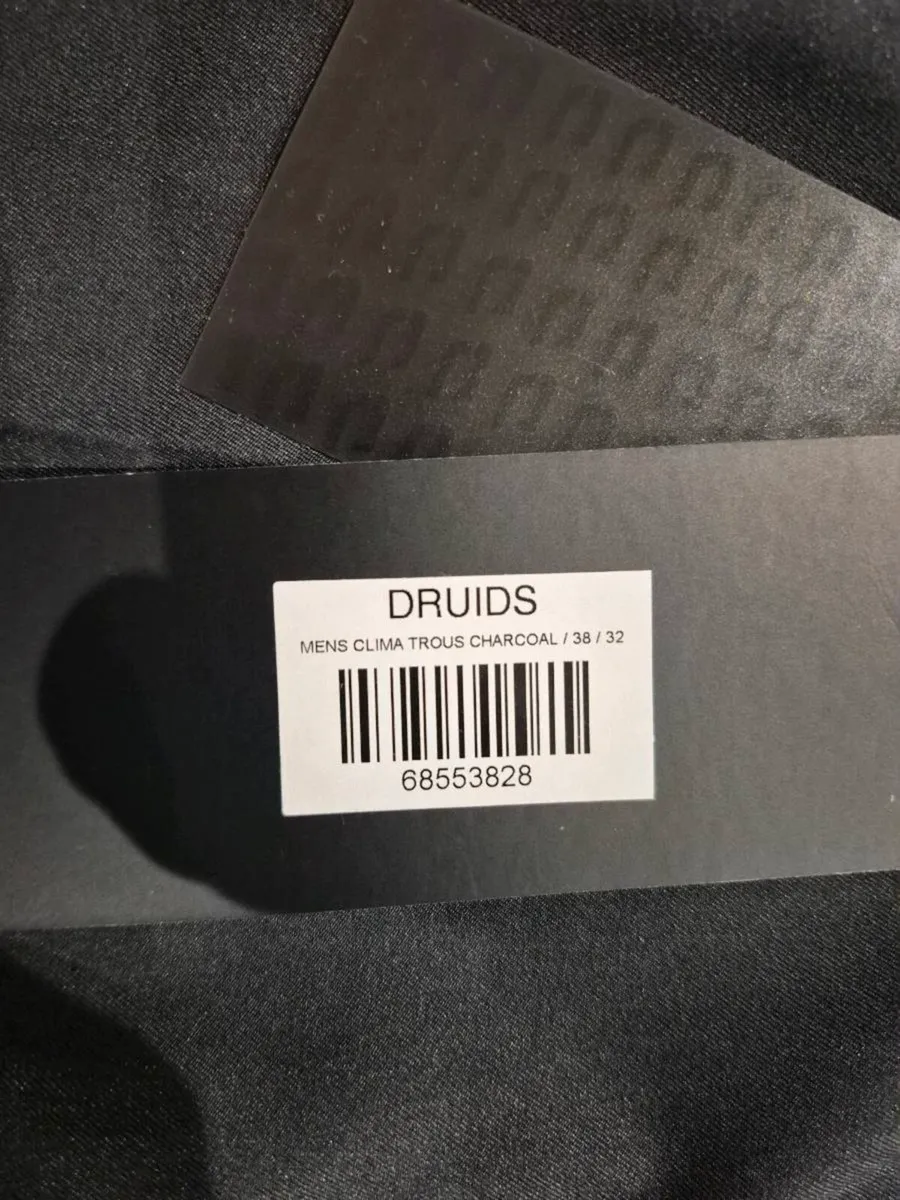 DRUIDS
MENS CLIMA TROUS CHARCOAL / 38 / 32
68553828